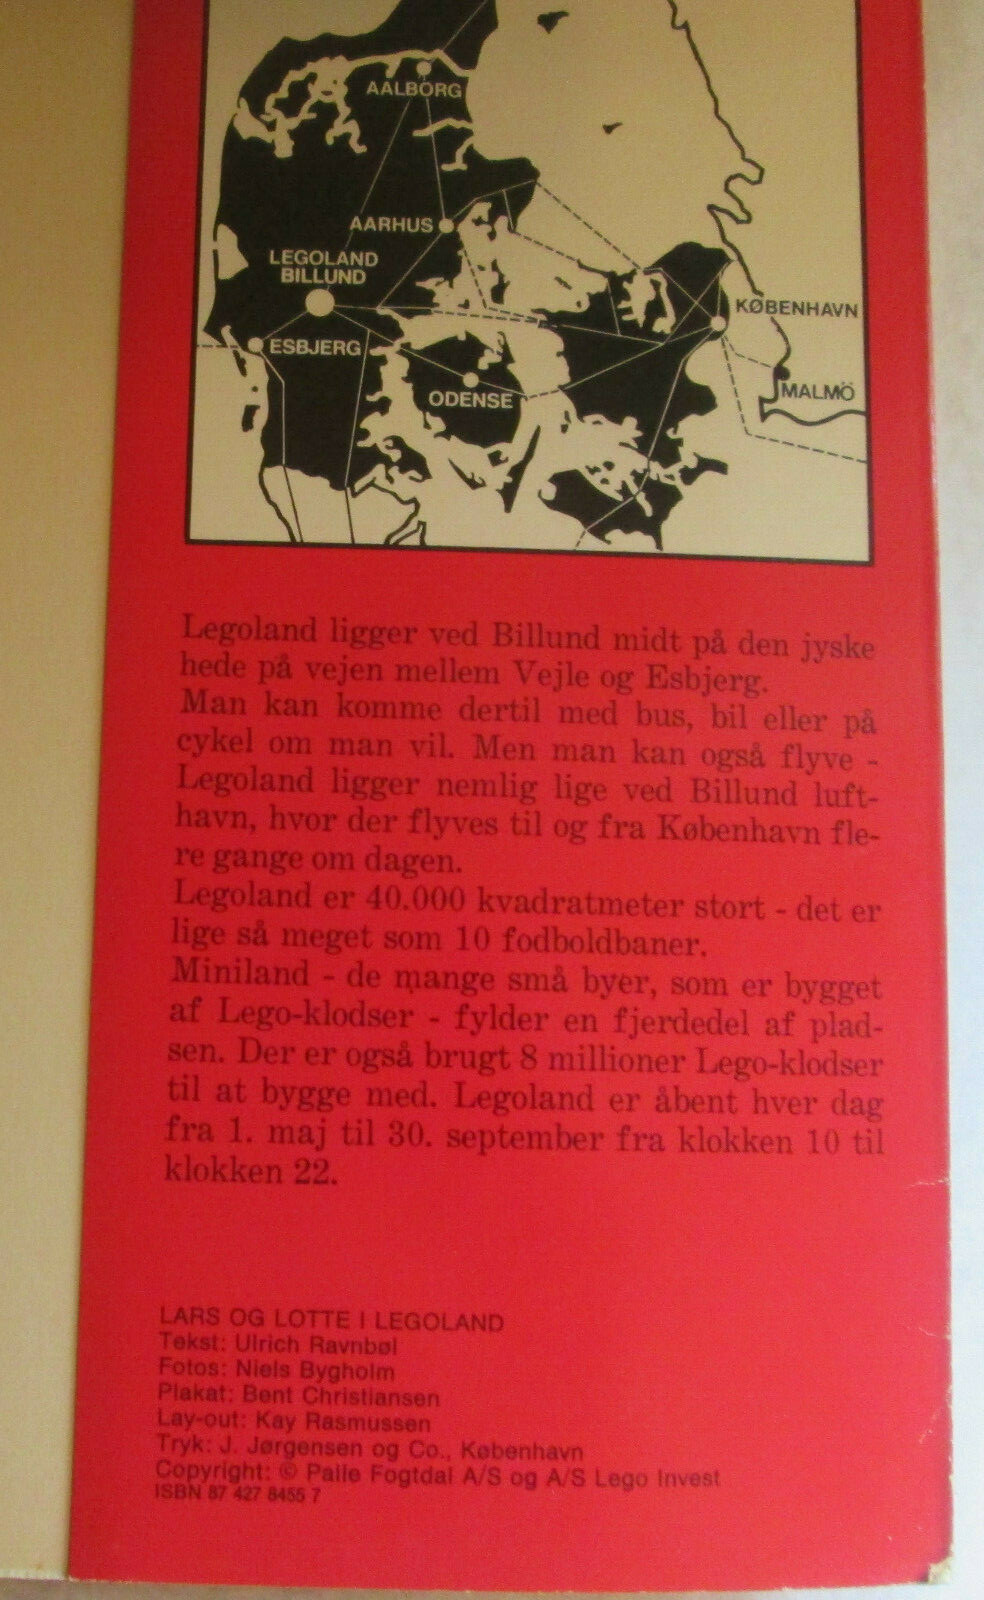 AALBORG
AARHUS
LEGOLAND
BILLUND
KØBENHAVN
ESBJERG
MALMÖ
ODENSE
Legoland ligger ved Billund midt på den jyske
hede på vejen mellem Vejle og Esbjerg.
Man kan komme dertil med bus, bil eller på
cykel om man vil. Men man kan også flyve -
Legoland ligger nemlig lige ved Billund luft-
havn, hvor der flyves til og fra København fle-
re gange om dagen.
Legoland er 40.000 kvadratmeter stort - det er
lige så meget som 10 fodboldbaner.
Miniland - de mange små byer, som er bygget
af Lego-klodser - fylder en fjerdedel af plad-
sen. Der er også brugt 8 millioner Lego-klodser
til at bygge med. Legoland er åbent hver dag
fra 1. maj til 30. september fra klokken 10 til
klokken 22.
LARS OG LOTTE I LEGOLAND
Tekst: Ulrich Ravnbøl
Fotos: Niels Bygholm
Plakat: Bent Christiansen
Lay-out: Kay Rasmussen
Tryk: J. Jørgensen og Co., København
Copyright: © Palle Fogtdal A/S og A/S Lego Invest
ISBN 87 427 8455 7